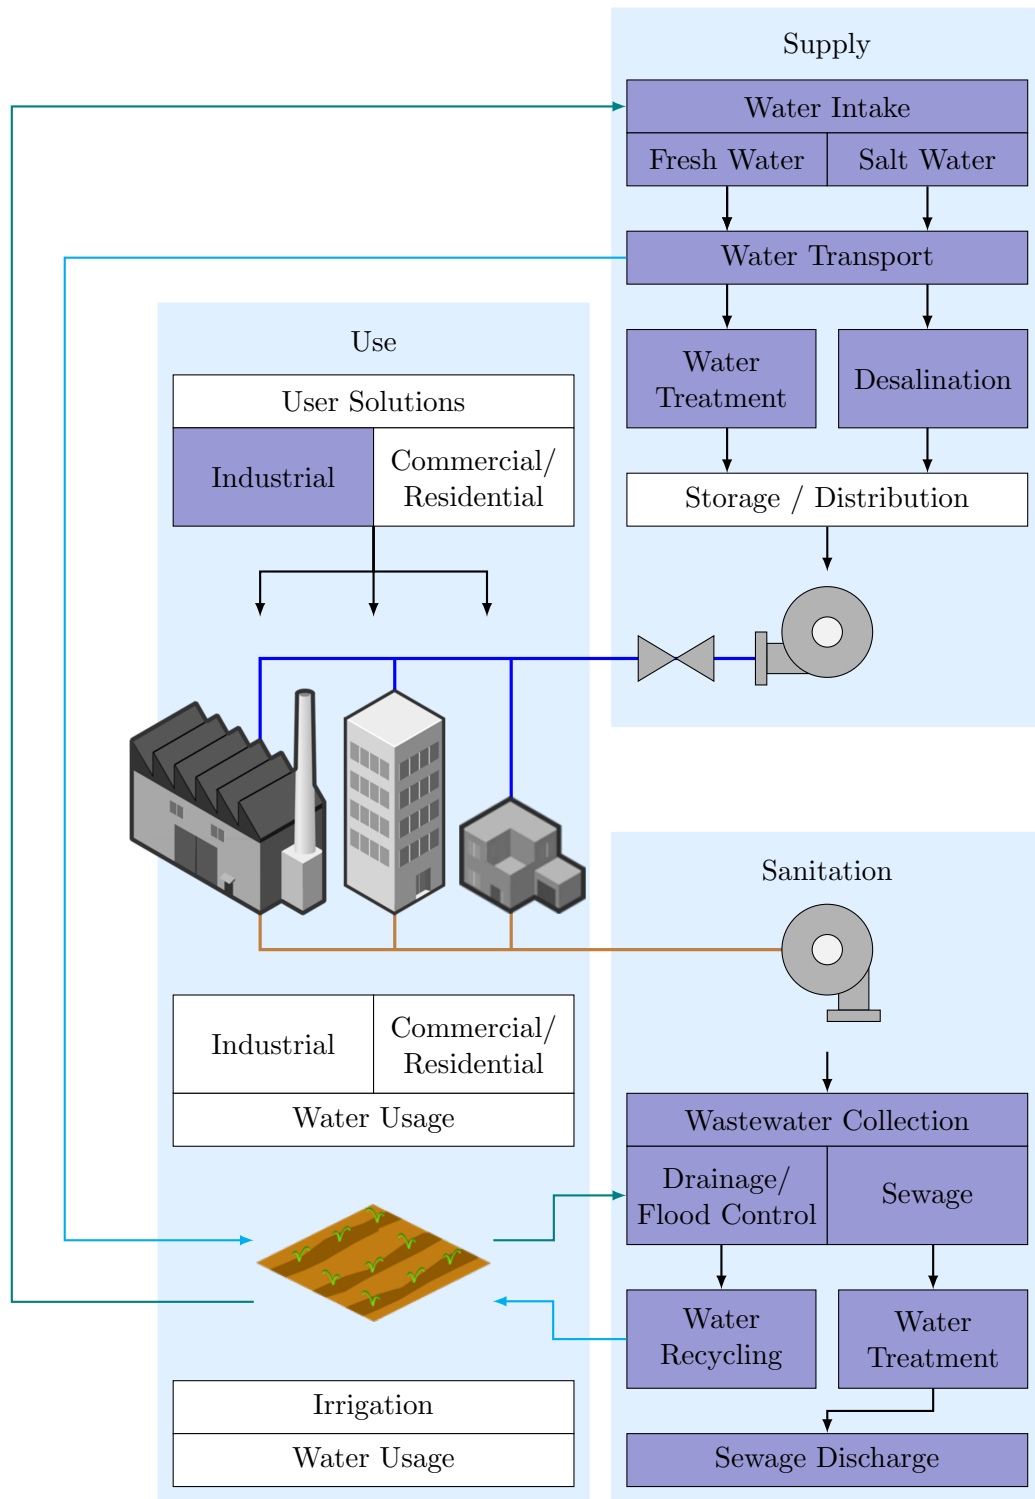 Supply
Water Intake
Fresh Water
Salt Water
Water Transport
Water
Treatment
Desalination
Storage / Distribution
Use
User Solutions
Industrial
Commercial/
Residential
Sanitation
Industrial
Commercial/
Residential
Water Usage
Wastewater Collection
Drainage/
Flood Control
Sewage
Water
Recycling
Water
Treatment
Sewage Discharge
Irrigation
Water Usage